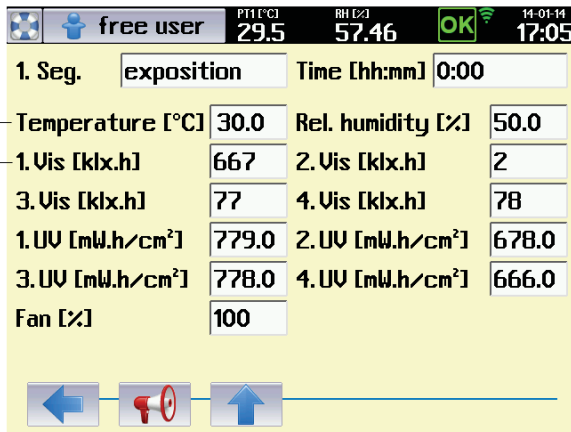 free user PT1 [°C] 29.5 RH [%] 57.46 OK 14-01-14 17:05
1. Seg. exposition Time [hh:mm] 0:00
Temperature [°C] 30.0 Rel. humidity [%] 50.0
1. Vis [klx.h] 667 2. Vis [klx.h] 2
3. Vis [klx.h] 77 4. Vis [klx.h] 78
1. UV [mW.h/cm²] 779.0 2. UV [mW.h/cm²] 678.0
3. UV [mW.h/cm²] 778.0 4. UV [mW.h/cm²] 666.0
Fan [%] 100